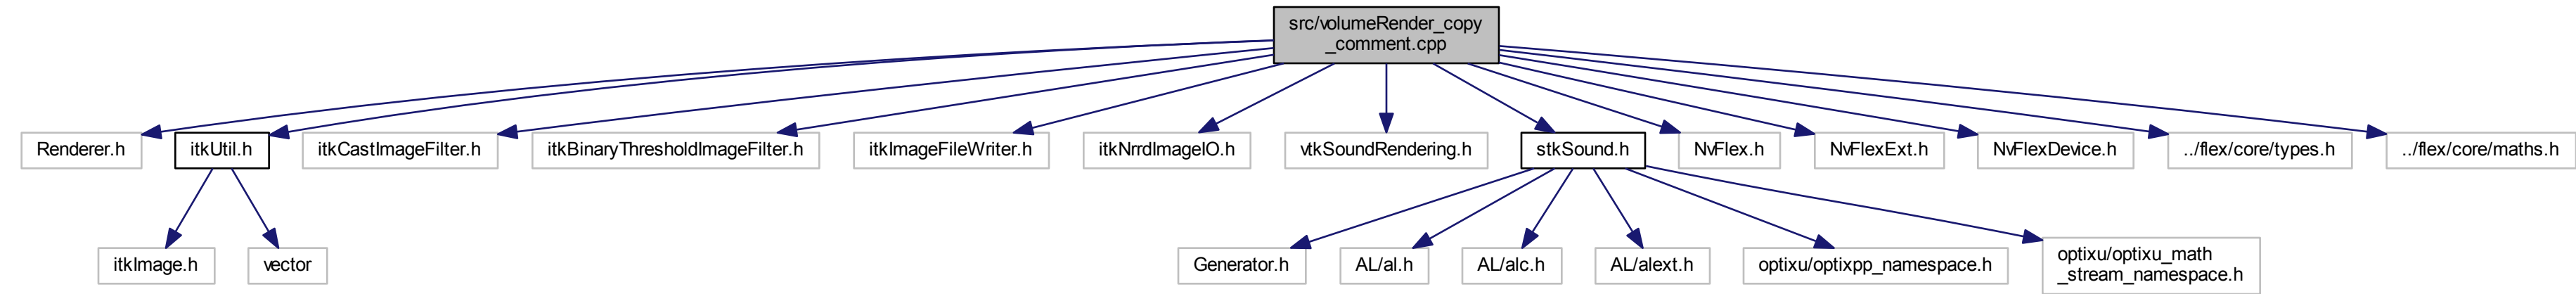 src/volumeRender_copy
_comment.cpp
Renderer.h
itkUtil.h
itkCastImageFilter.h
itkBinaryThresholdImageFilter.h
itkImageFileWriter.h
itkNrrdImageIO.h
vtkSoundRendering.h
stkSound.h
NvFlex.h
NvFlexExt.h
NvFlexDevice.h
../flex/core/types.h
../flex/core/maths.h
itkImage.h
vector
Generator.h
AL/al.h
AL/alc.h
AL/alext.h
optixu/optixpp_namespace.h
optixu/optixu_math
_stream_namespace.h